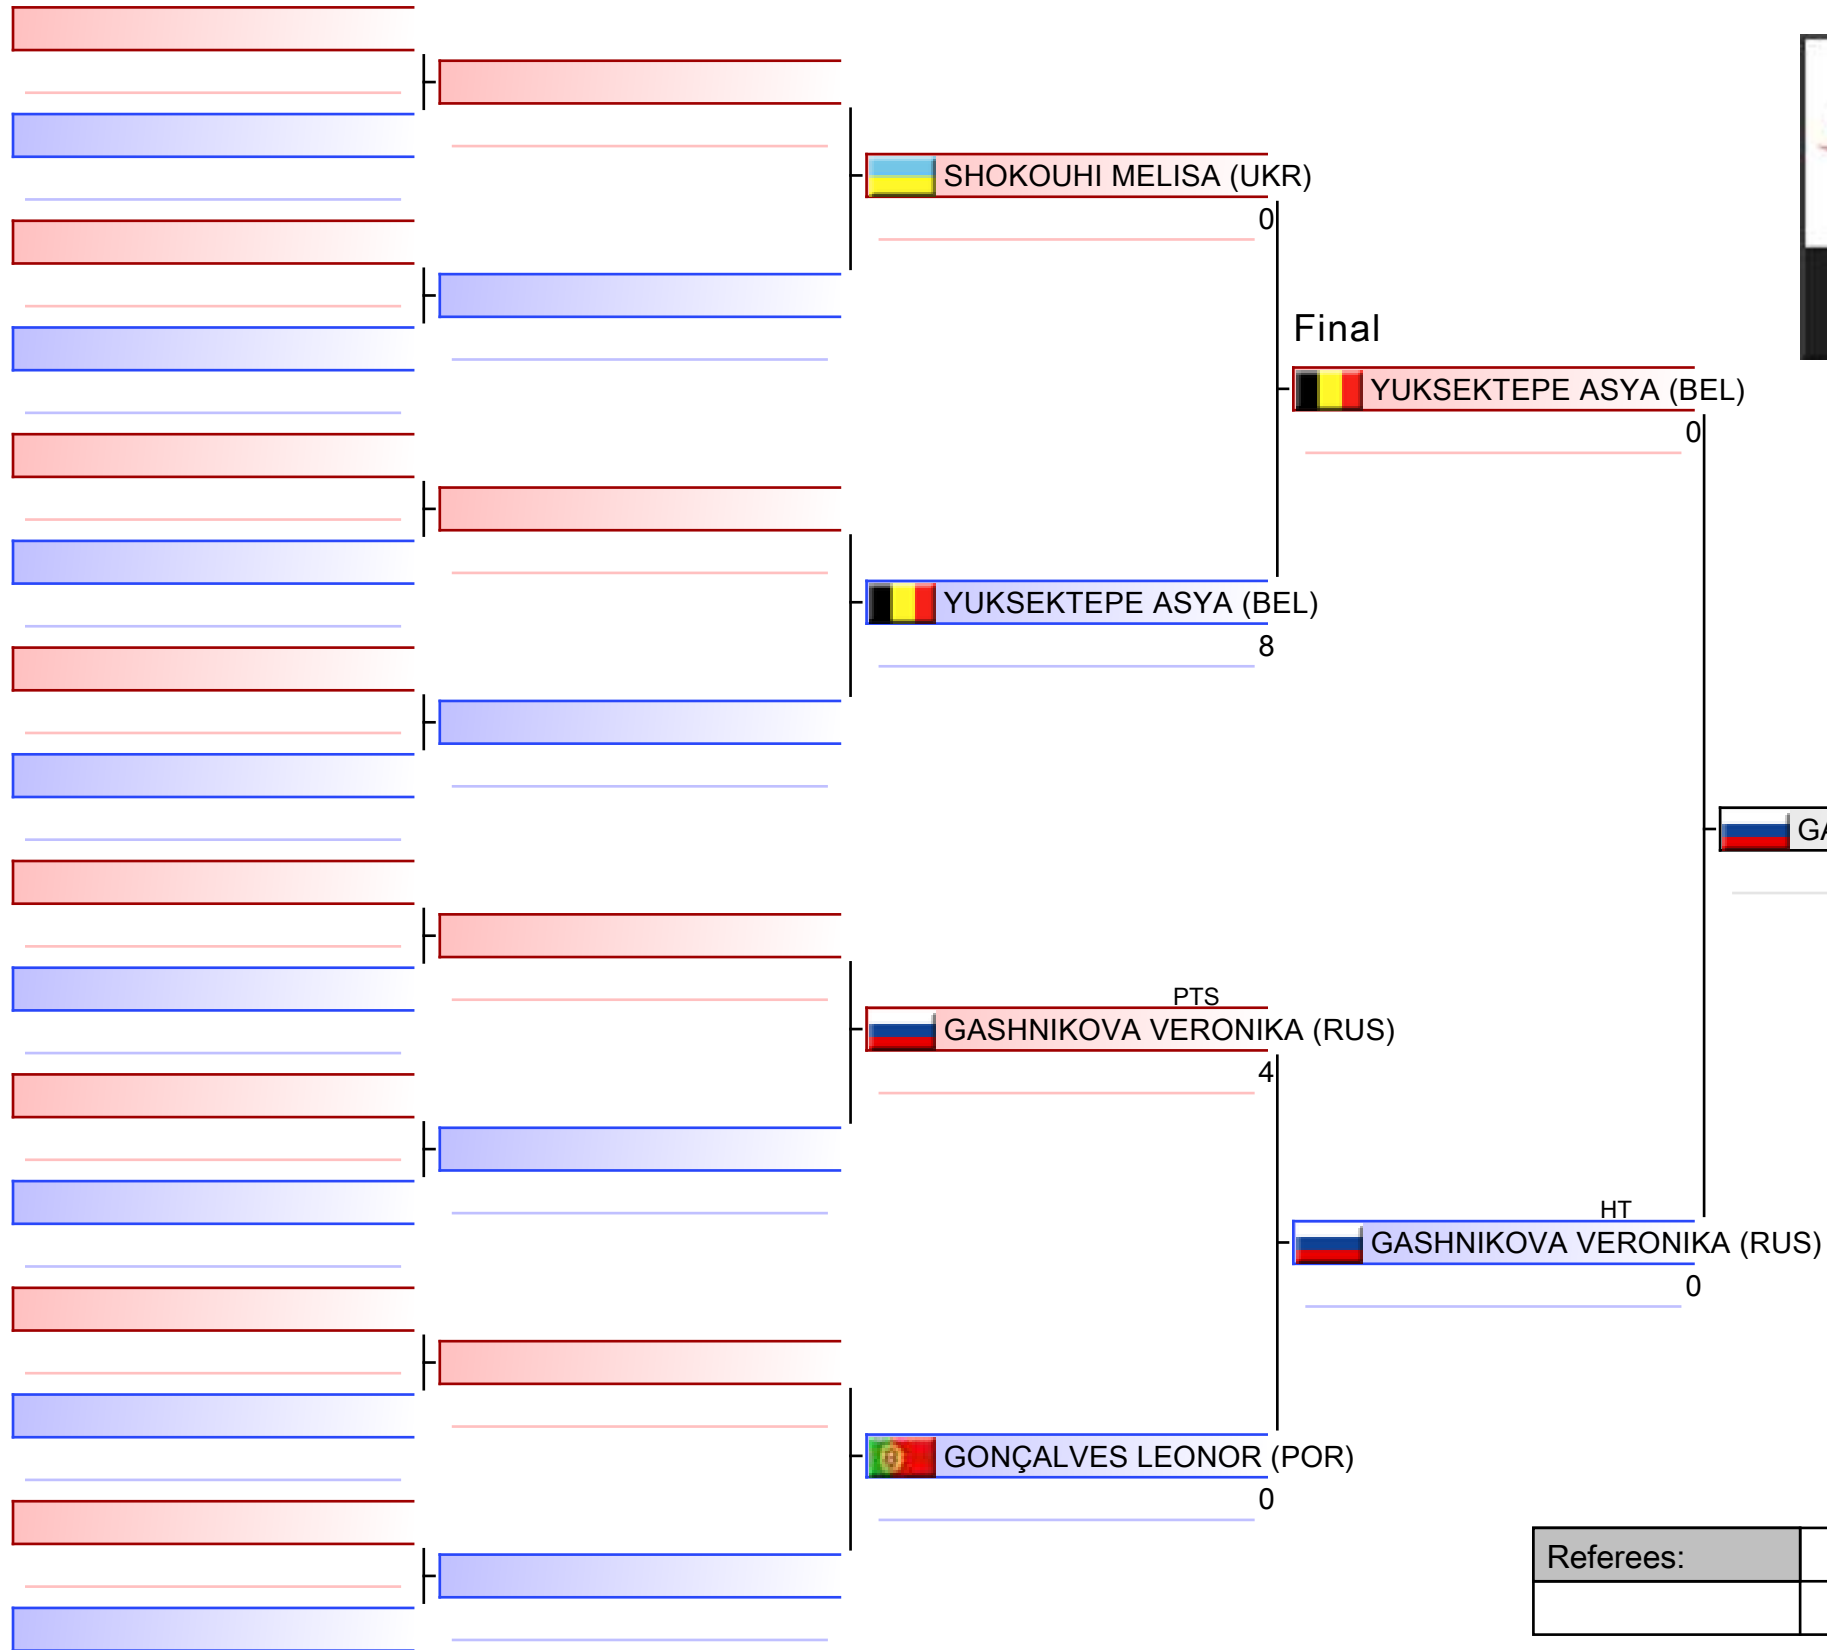 SHOKOUHI MELISA (UKR)
0
Final
YUKSEKTEPE ASYA (BEL)
0
YUKSEKTEPE ASYA (BEL)
8
GA
PTS
GASHNIKOVA VERONIKA (RUS)
4
HT
GASHNIKOVA VERONIKA (RUS)
0
GONÇALVES LEONOR (POR)
0
Referees: